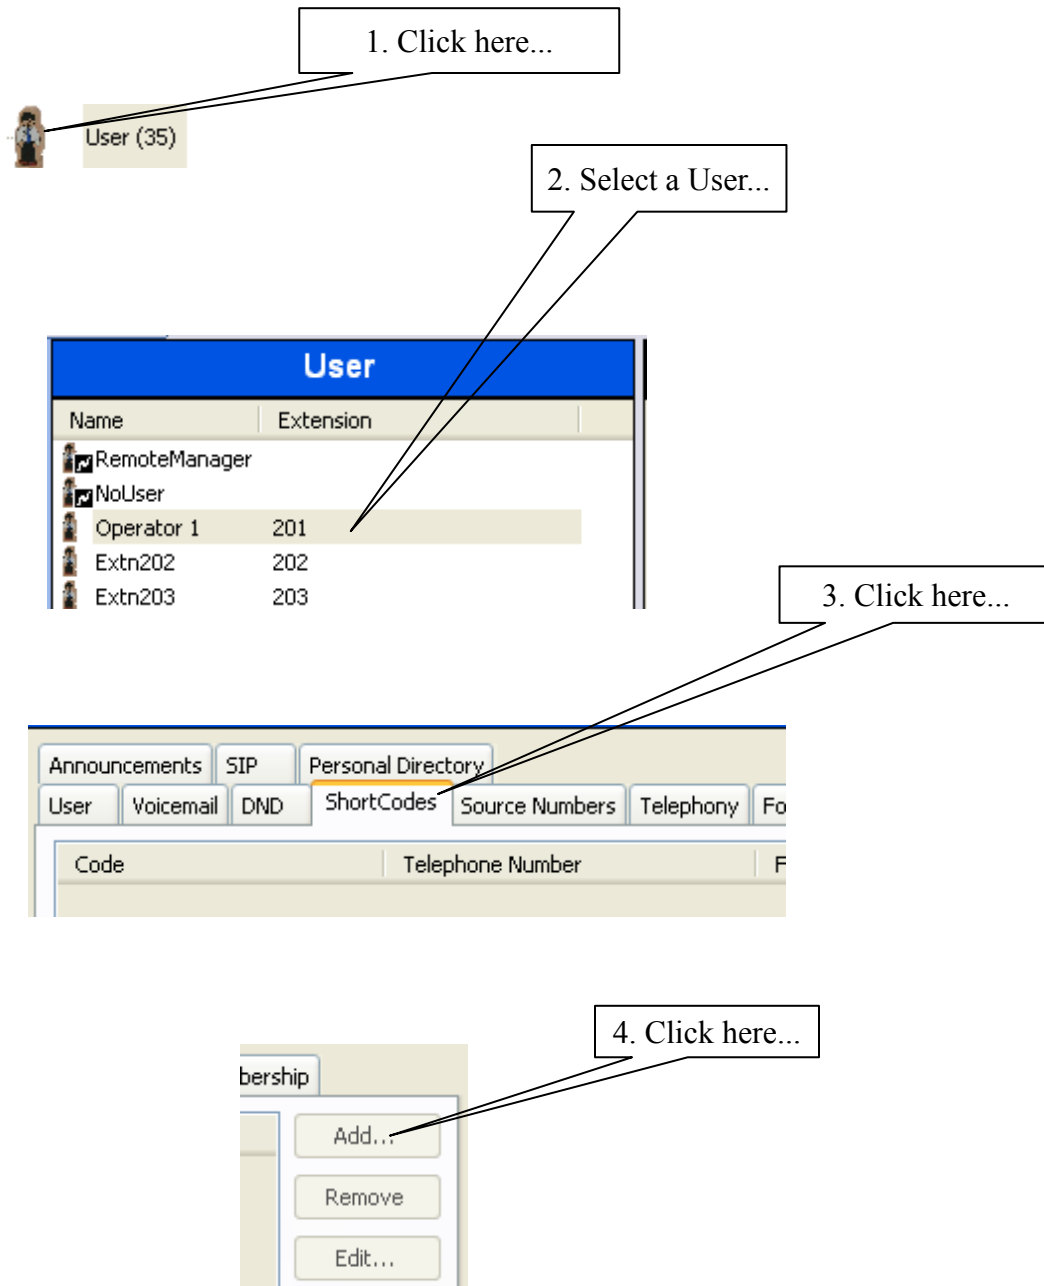 1. Click here...
User (35)
2. Select a User...
User
Name Extension
RemoteManager
NoUser
Operator 1 201
Extn202 202
Extn203 203
3. Click here...
Announcements SIP Personal Directory
User Voicemail DND ShortCodes Source Numbers Telephony Fo
Code Telephone Number F
4. Click here...
bership
Add...
Remove
Edit...